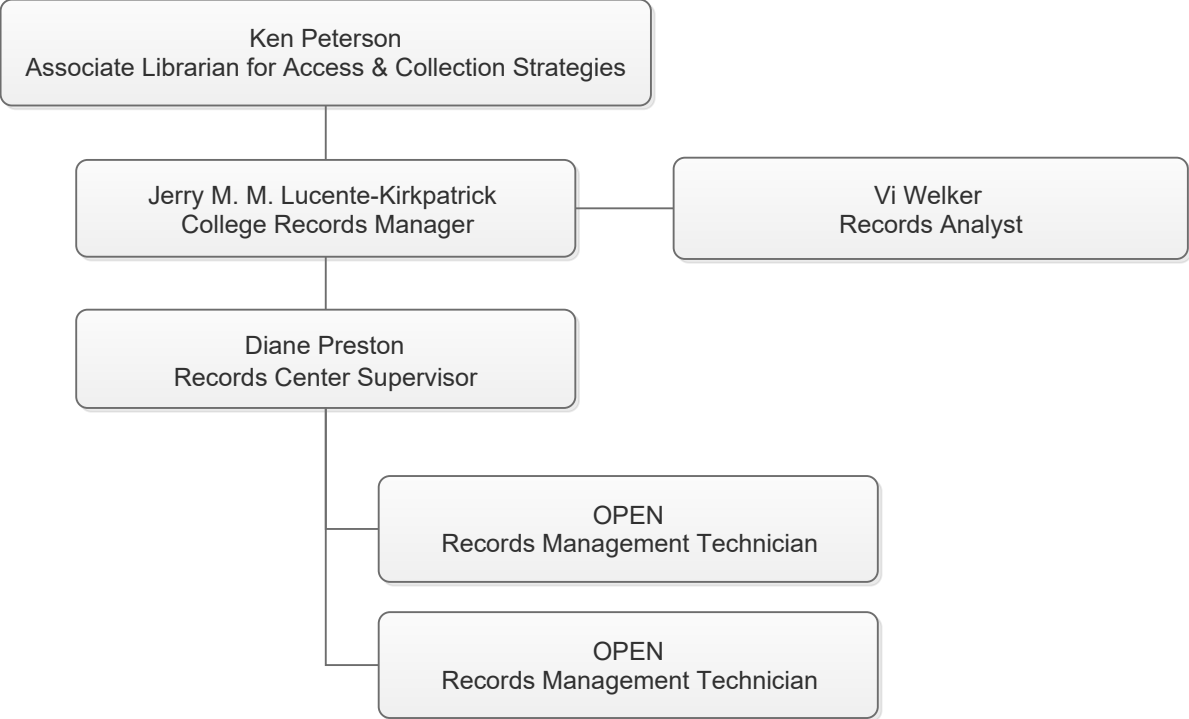 Ken Peterson
Associate Librarian for Access & Collection Strategies
Jerry M. M. Lucente-Kirkpatrick
College Records Manager
Vi Welker
Records Analyst
Diane Preston
Records Center Supervisor
OPEN
Records Management Technician
OPEN
Records Management Technician